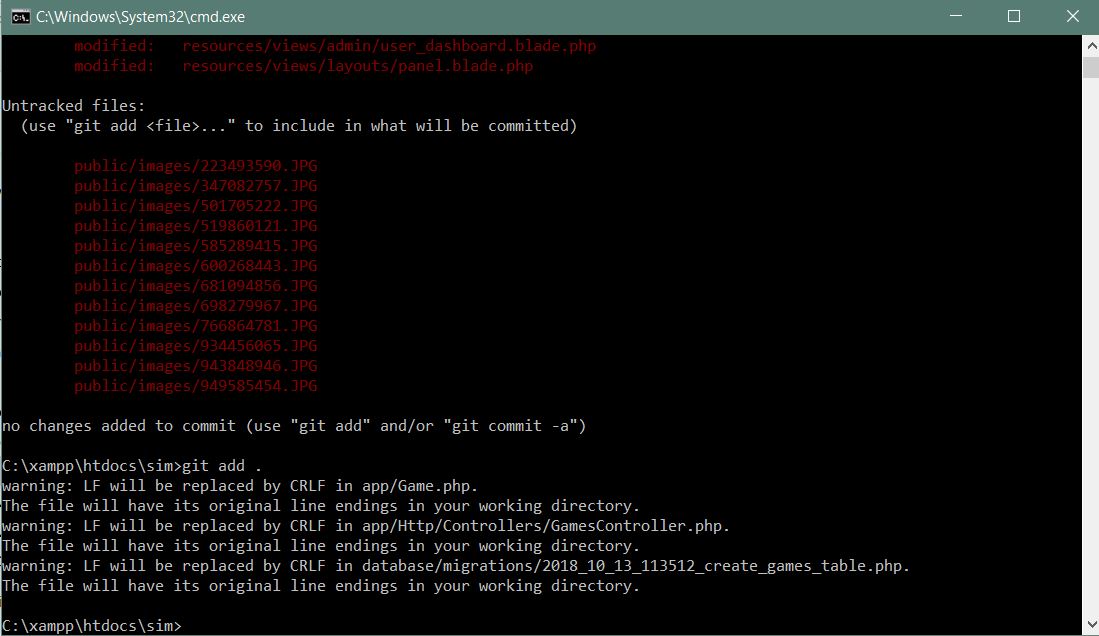 C:\Windows\System32\cmd.exe
modified:   resources/views/admin/user_dashboard.blade.php
modified:   resources/views/layouts/panel.blade.php
Untracked files:
(use "git add <file>..." to include in what will be committed)
public/images/223493590.JPG
public/images/347082757.JPG
public/images/501705222.JPG
public/images/519860121.JPG
public/images/585289415.JPG
public/images/600268443.JPG
public/images/681094856.JPG
public/images/698279967.JPG
public/images/766864781.JPG
public/images/934456065.JPG
public/images/943848946.JPG
public/images/949585454.JPG
no changes added to commit (use "git add" and/or "git commit -a")
C:\xampp\htdocs\sim>git add .
warning: LF will be replaced by CRLF in app/Game.php.
The file will have its original line endings in your working directory.
warning: LF will be replaced by CRLF in app/Http/Controllers/GamesController.php.
The file will have its original line endings in your working directory.
warning: LF will be replaced by CRLF in database/migrations/2018_10_13_113512_create_games_table.php.
The file will have its original line endings in your working directory.
C:\xampp\htdocs\sim>